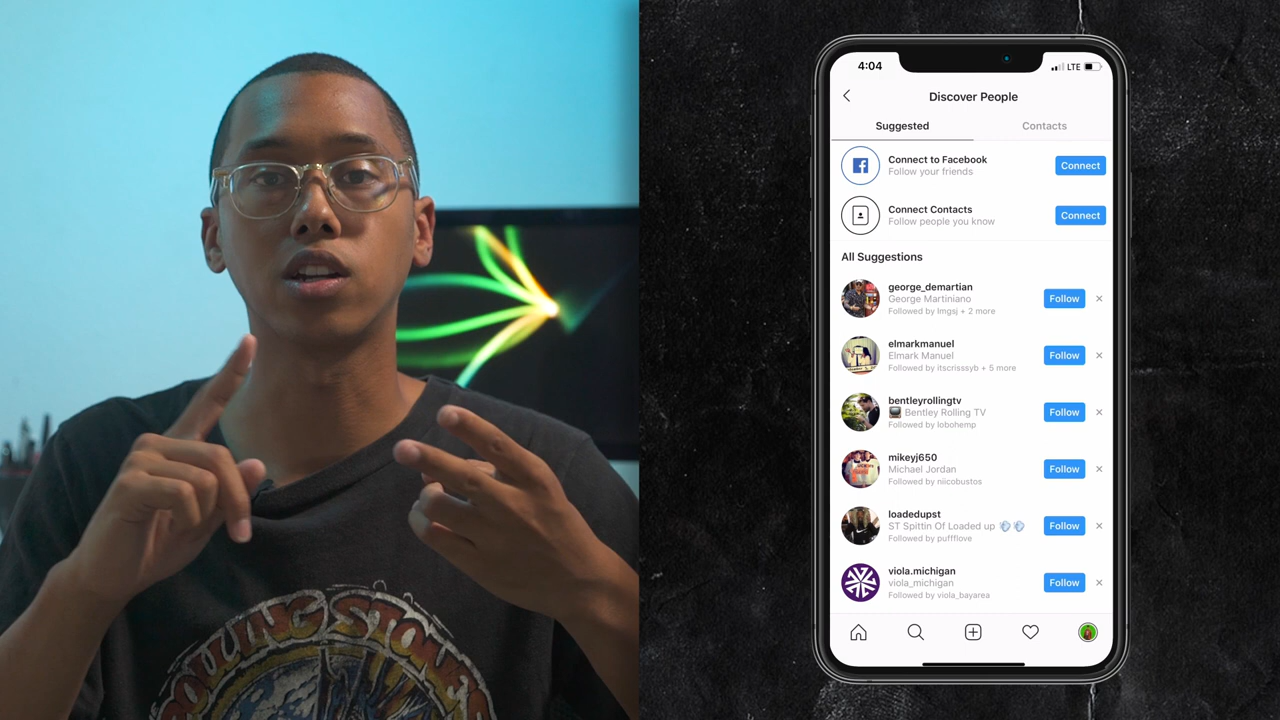 ROLLING STONES
4:04
LTE
Discover People
Suggested
Contacts
Connect to Facebook
Follow your friends
Connect
Connect Contacts
Follow people you know
Connect
All Suggestions
george_demartian
George Martiniano
Followed by lmgsj + 2 more
Follow
elmarkmanuel
Elmark Manuel
Followed by itscrisssyb + 5 more
Follow
bentleyrollingtv
📺 Bentley Rolling TV
Followed by lobohemp
Follow
mikeyj650
Michael Jordan
Followed by niicobustos
Follow
loadedupst
ST Spittin Of Loaded up 💨💨
Followed by puffflove
Follow
viola.michigan
viola_michigan
Followed by viola_bayarea
Follow